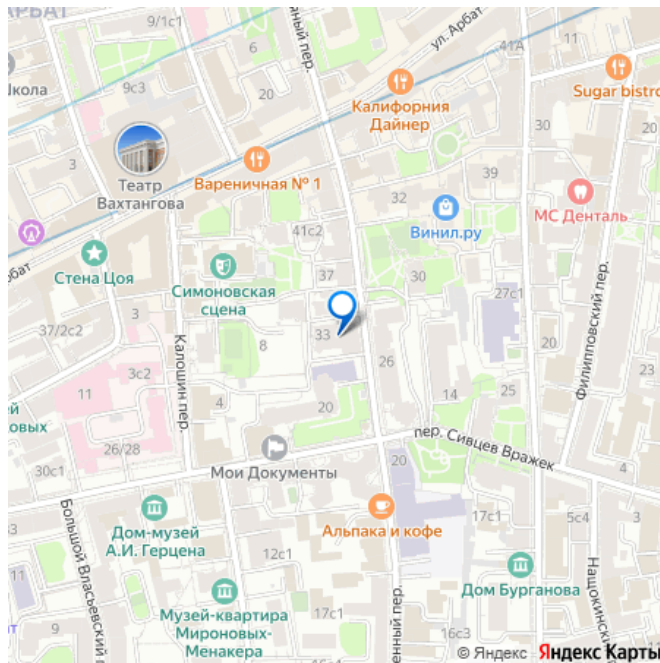 АРБАТ
9/1с1
6
яный пер.
ул. Арбат
41А
Школа
9с3
20
Калифорния
Дайнер
Sugar bistro
30
3
Театр
Вахтангова
Вареничная № 1
32
39
МС Денталь
Винил.ру
41с2
Арбат
Стена Цоя
Симоновская
сцена
37
30
27с1
Филипповский пер.
37/2с2
Калошин пер.
33
8
26
3с2
11
14
25
4
20
26/28
пер. Сивцев Вражек
30с1
Мои Документы
20
4
Альпака и кофе
17с1
5с4
3
Дом-музей
А.И. Герцена
Большой Власьевский пер.
12с1
Дом Бурганова
11
Музей-квартира
Мироновых-
Менакера
17с1
енный пер.
9
16с3
© Яндекс Яндекс Карты